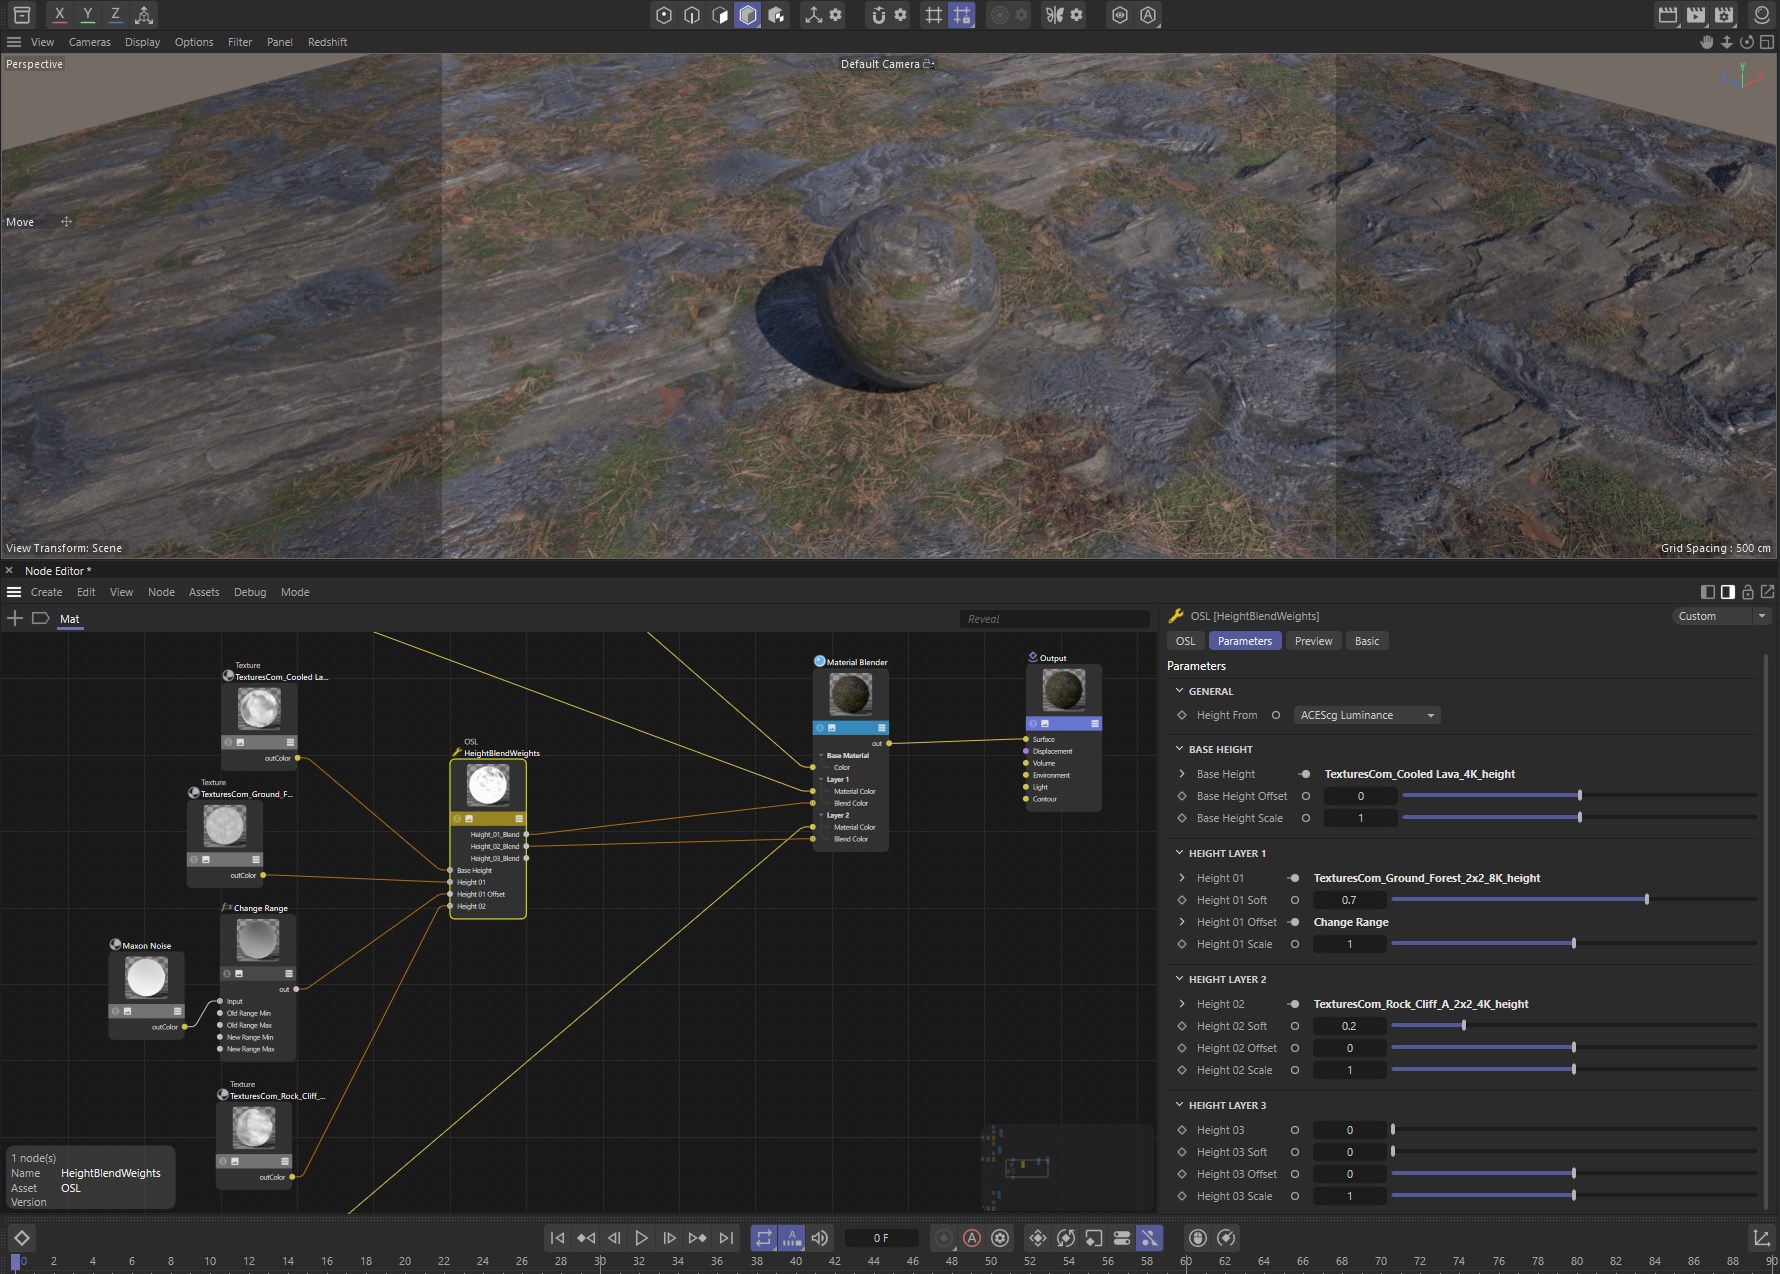 X Y Z
View Cameras Display Options Filter Panel Redshift
Perspective
Default Camera
Y
Move
View Transform: Scene
Grid Spacing : 500 cm
Node Editor *
Create Edit View Node Assets Debug Mode
Mat
Reveal
Texture
TexturesCom_Cooled La...
outColor
Texture
TexturesCom_Ground_F...
outColor
Change Range
out
Input
Old Range Min
Old Range Max
New Range Min
New Range Max
Maxon Noise
outColor
Texture
TexturesCom_Rock_Cliff_...
outColor
OSL
HeightBlendWeights
Height_01_Blend
Height_02_Blend
Height_03_Blend
Base Height
Height 01
Height 01 Offset
Height 02
Material Blender
out
Base Material
Color
Layer 1
Material Color
Blend Color
Layer 2
Material Color
Blend Color
Output
Surface
Displacement
Volume
Environment
Light
Contour
1 node(s)
Name HeightBlendWeights
Asset OSL
Version
OSL [HeightBlendWeights]
Custom
OSL Parameters Preview Basic
Parameters
GENERAL
Height From ACEScg Luminance
BASE HEIGHT
Base Height TexturesCom_Cooled Lava_4K_height
Base Height Offset 0
Base Height Scale 1
HEIGHT LAYER 1
Height 01 TexturesCom_Ground_Forest_2x2_8K_height
Height 01 Soft 0.7
Height 01 Offset Change Range
Height 01 Scale 1
HEIGHT LAYER 2
Height 02 TexturesCom_Rock_Cliff_A_2x2_4K_height
Height 02 Soft 0.2
Height 02 Offset 0
Height 02 Scale 1
HEIGHT LAYER 3
Height 03 0
Height 03 Soft 0
Height 03 Offset 0
Height 03 Scale 1
0 F
0 2 4 6 8 10 12 14 16 18 20 22 24 26 28 30 32 34 36 38 40 42 44 46 48 50 52 54 56 58 60 62 64 66 68 70 72 74 76 78 80 82 84 86 88 90